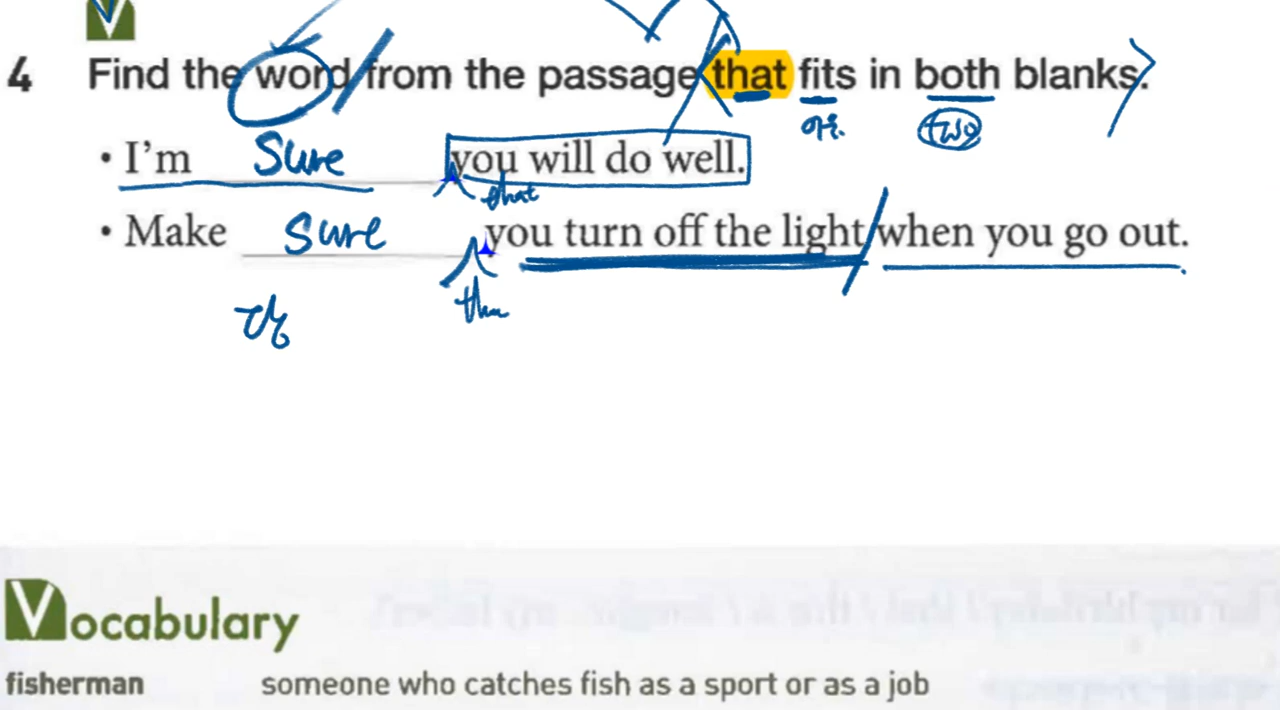 4 Find the word from the passage that fits in both blanks.
two
• I'm Sure you will do well.
that
• Make Sure you turn off the light when you go out.
Vocabulary
fisherman someone who catches fish as a sport or as a job